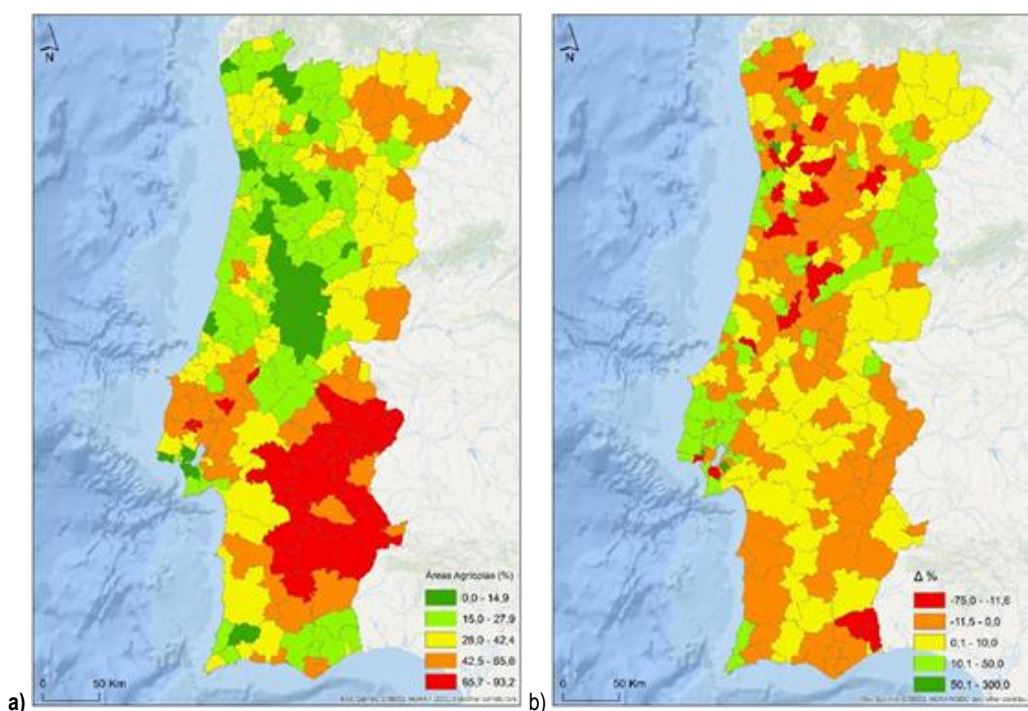 N
Áreas Agrícolas (%)
0,0 - 14,9
15,0 - 27,9
28,0 - 42,4
42,5 - 65,6
65,7 - 93,2
0 50 Km
a)
N
Δ %
-75,0 - -11,6
-11,5 - 0,0
0,1 - 10,0
10,1 - 50,0
50,1 - 300,0
0 50 Km
b)